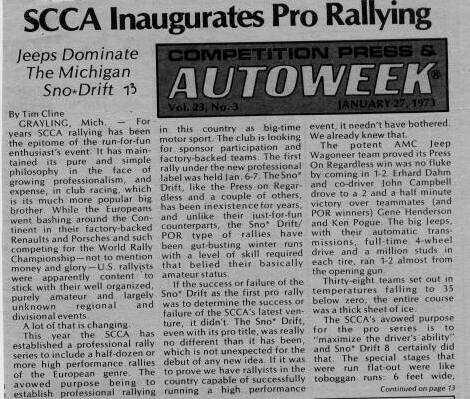 SCCA Inaugurates Pro Rallying
Jeeps Dominate
The Michigan
Sno*Drift 73
COMPETITION PRESS &
AUTOWEEK®
Vol. 23, No. 3
JANUARY 27, 1973
By Tim Cline
GRAYLING, Mich. — For
years SCCA rallying has been
the epitome of the run-for-fun
enthusiast's event. It has main-
tained its pure and simple
philosophy in the face of
growing professionalism, and
expense, in club racing, which
is its much more popular big
brother. While the Europeans
went bashing around the Con-
tinent in their factory-backed
Renaults and Porsches and such
competing for the World Rally
Championship—not to mention
money and glory—U.S. rallyists
were apparently content to
stick with their well organized,
purely amateur and largely
unknown regional and
divisional events.
A lot of that is changing.
This year the SCCA has
established a professional rally
series to include a half-dozen or
more high performance rallies
of the European genre. The
avowed purpose being to
establish professional rallying
in this country as big-time
motor sport. The club is looking
for sponsor participation and
factory-backed teams. The first
rally under the new professional
label was held Jan. 6-7. The Sno*
Drift, like the Press on Regar-
dless and a couple of others,
has been inexistence for years,
and unlike their just-for-fun
counterparts, the Sno* Drift/
POR type of rallies have
been gut-busting winter runs
with a level of skill required
that belied their basically
amateur status.
If the success or failure of the
Sno* Drift as the first pro rally
was to determine the success or
failure of the SCCA's latest ven-
ture, it didn't. The Sno* Drift,
even with its pro title, was really
no different than it has been,
which is not unexpected for the
debut of any new idea. If it was
to prove we have rallyists in the
country capable of successfully
running a high performance
event, it needn't have bothered.
We already knew that.
The potent AMC Jeep
Wagoneer team proved its Press
On Regardless win was no fluke
by coming in 1-2. Erhard Dahm
and co-driver John Campbell
drove to a 2 and a half minute
victory over teammates (and
POR winners) Gene Henderson
and Ken Pogue. The big Jeeps,
with their automatic trans-
missions, full-time 4-wheel
drive and a million studs in
each tire, ran 1-2 almost from
the opening gun.
Thirty-eight teams set out in
temperatures falling to 35
below zero; the entire course
was a thick sheet of ice.
The SCCA's avowed purpose
for the pro series is to
"maximize the driver's ability"
and Sno* Drift 8 certainly did
that. The special stages that
were run flat-out were like
toboggan runs: 6 feet wide,
Continued on page 13